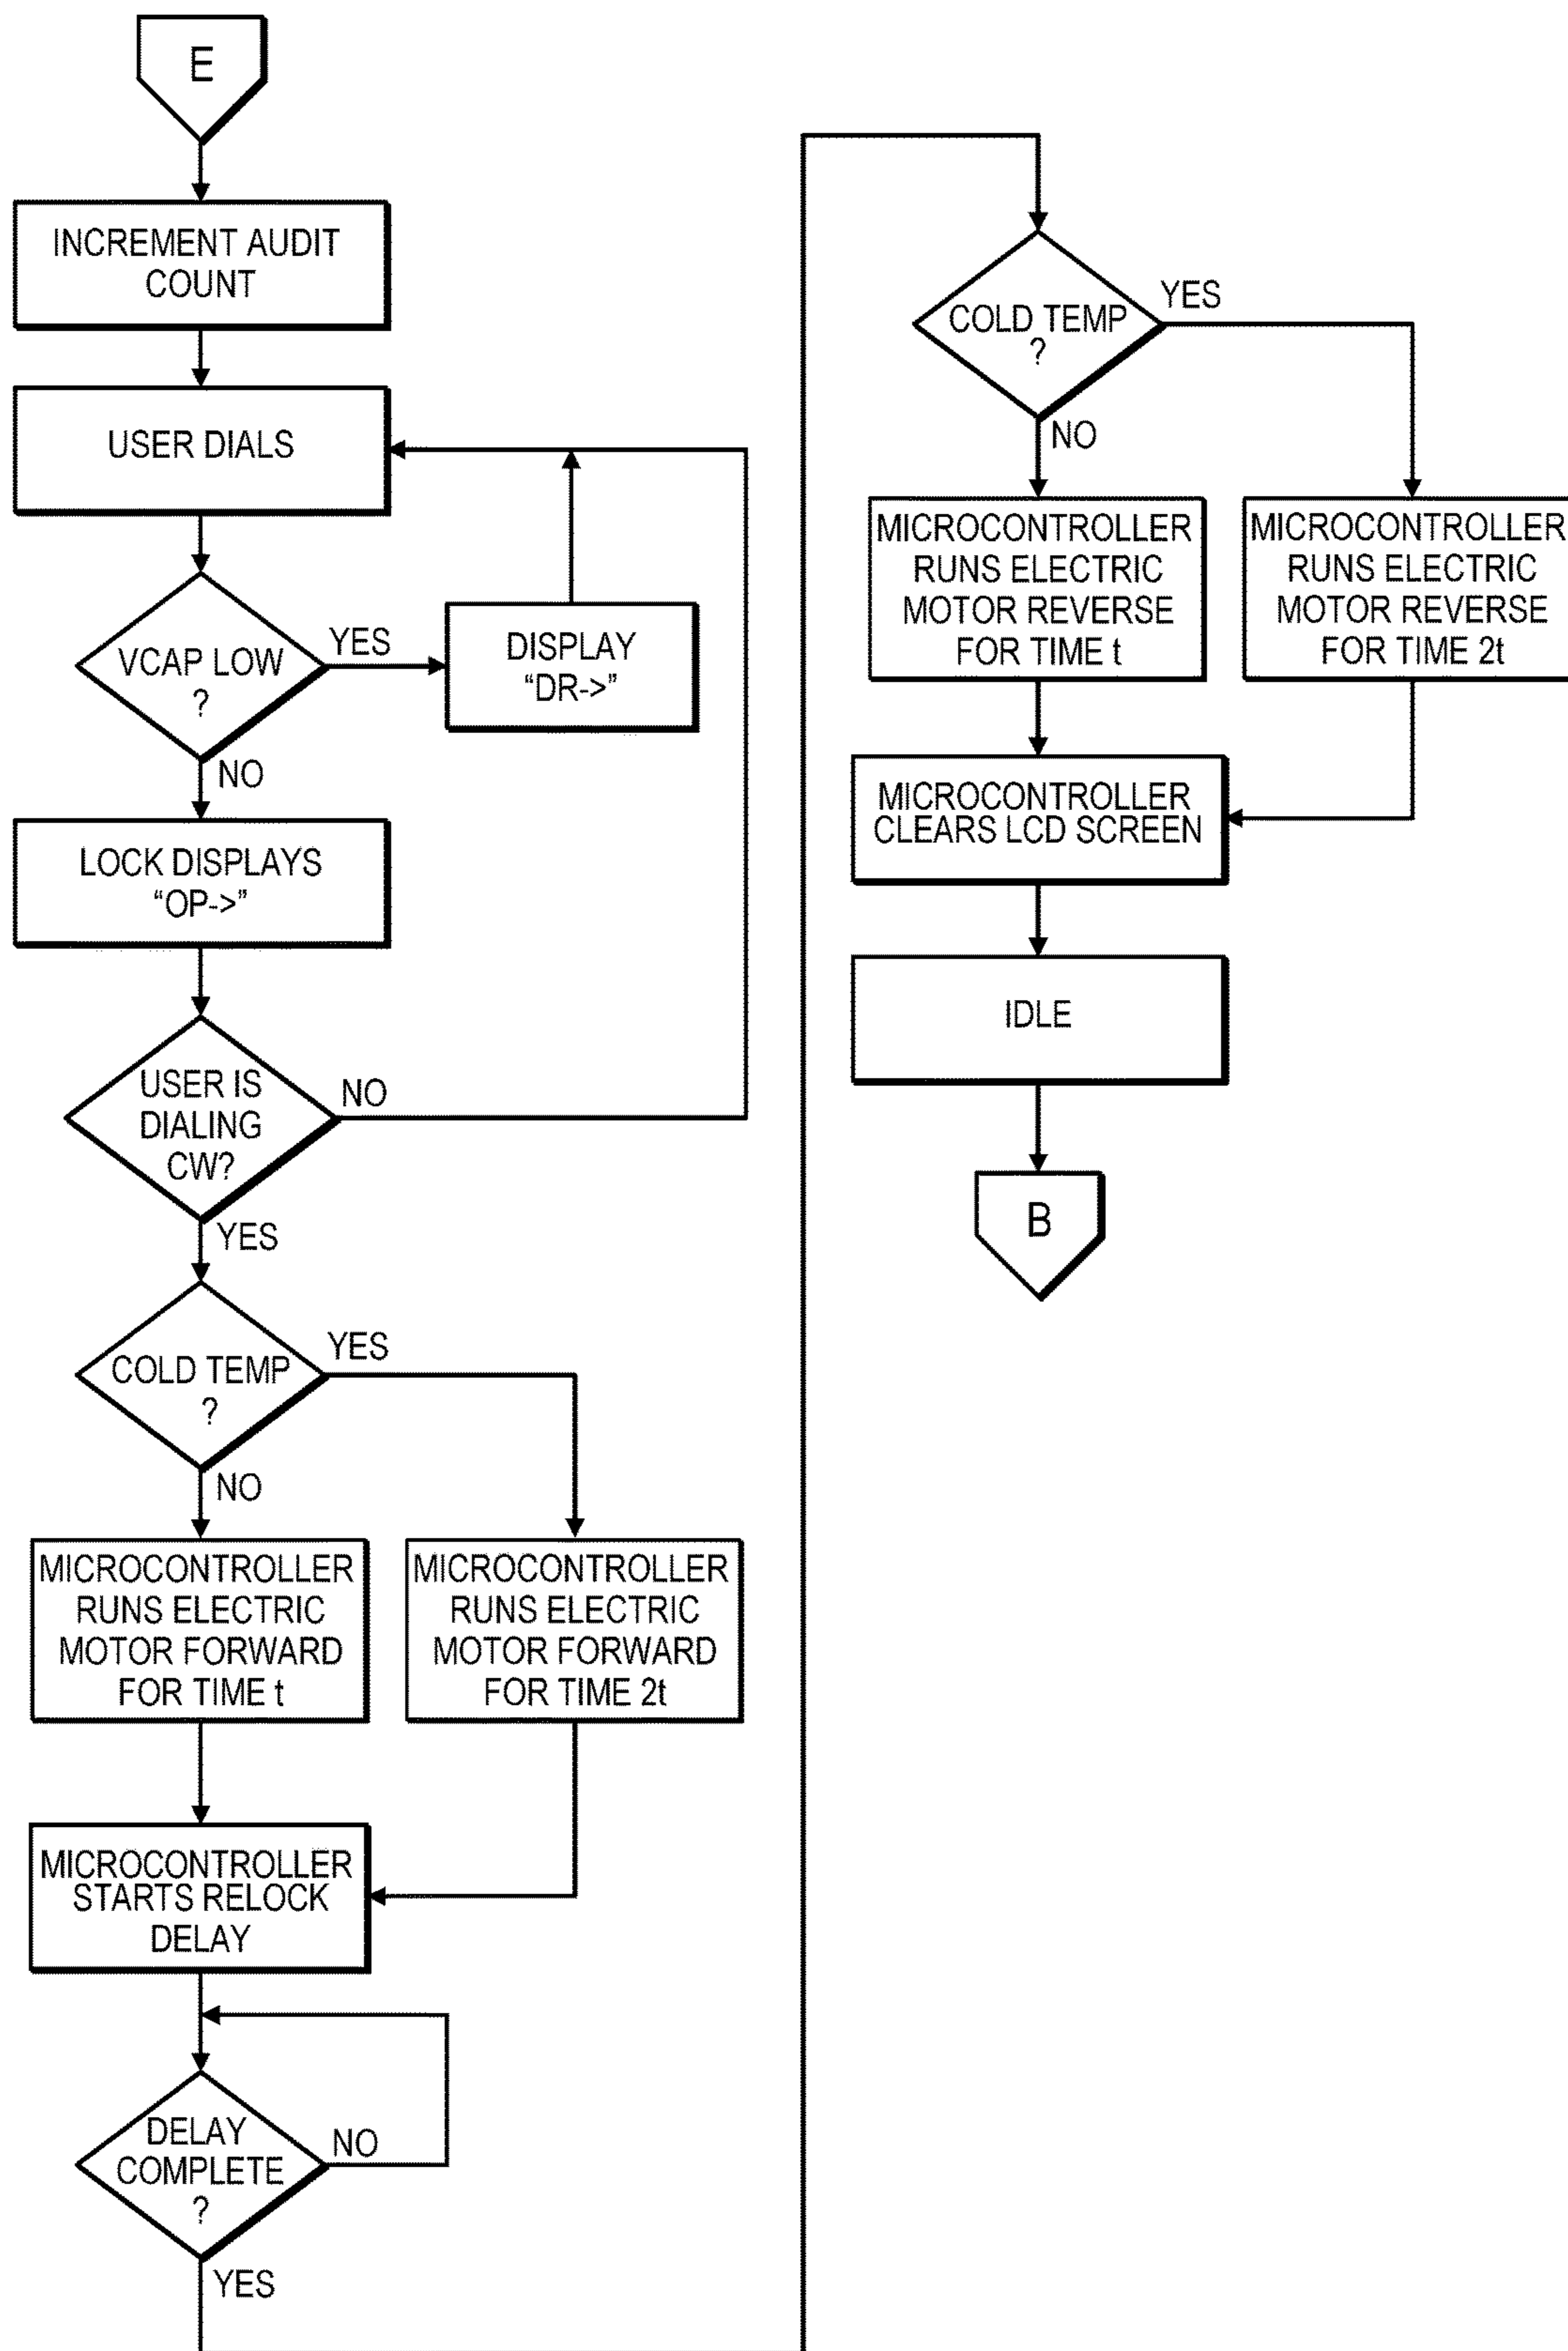 E
INCREMENT AUDIT
COUNT
USER DIALS
VCAP LOW
?
YES
NO
DISPLAY
“DR->”
LOCK DISPLAYS
“OP->”
USER IS
DIALING
CW?
NO
YES
COLD TEMP
?
YES
NO
MICROCONTROLLER
RUNS ELECTRIC
MOTOR FORWARD
FOR TIME t
MICROCONTROLLER
RUNS ELECTRIC
MOTOR FORWARD
FOR TIME 2t
MICROCONTROLLER
STARTS RELOCK
DELAY
DELAY
COMPLETE
?
NO
YES
COLD TEMP
?
YES
NO
MICROCONTROLLER
RUNS ELECTRIC
MOTOR REVERSE
FOR TIME t
MICROCONTROLLER
RUNS ELECTRIC
MOTOR REVERSE
FOR TIME 2t
MICROCONTROLLER
CLEARS LCD SCREEN
IDLE
B